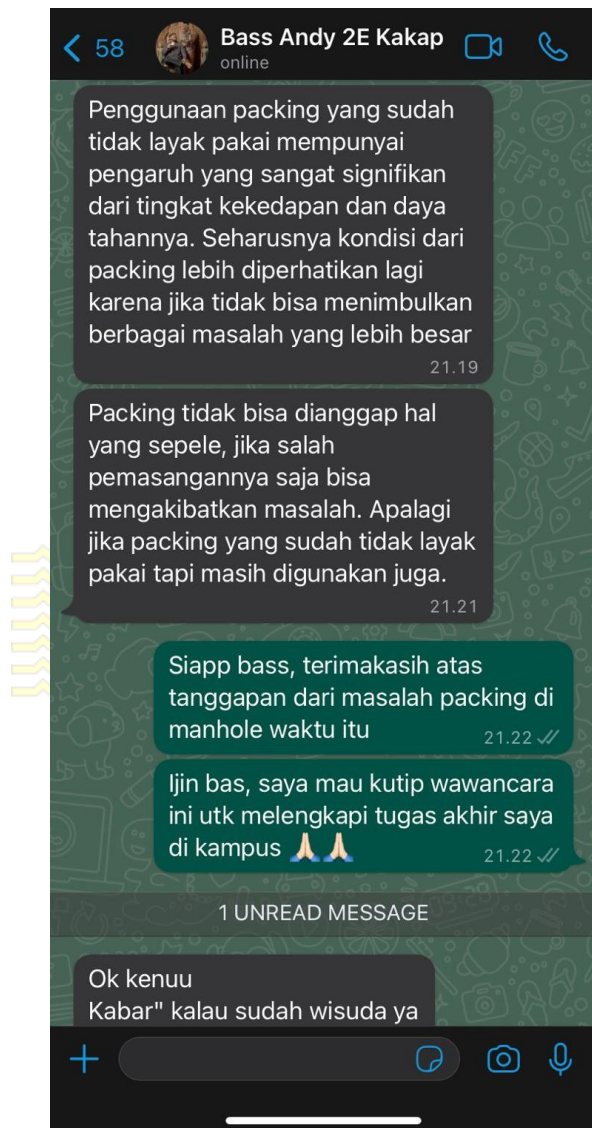 58
Bass Andy 2E Kakap
online
Penggunaan packing yang sudah
tidak layak pakai mempunyai
pengaruh yang sangat signifikan
dari tingkat kekedapan dan daya
tahannya. Seharusnya kondisi dari
packing lebih diperhatikan lagi
karena jika tidak bisa menimbulkan
berbagai masalah yang lebih besar
21.19
Packing tidak bisa dianggap hal
yang sepele, jika salah
pemasangannya saja bisa
mengakibatkan masalah. Apalagi
jika packing yang sudah tidak layak
pakai tapi masih digunakan juga.
21.21
Siapp bass, terimakasih atas
tanggapan dari masalah packing di
manhole waktu itu
21.22
Ijin bas, saya mau kutip wawancara
ini utk melengkapi tugas akhir saya
di kampus 🙏🏻🙏🏻
21.22
1 UNREAD MESSAGE
Ok kenuu
Kabar" kalau sudah wisuda ya